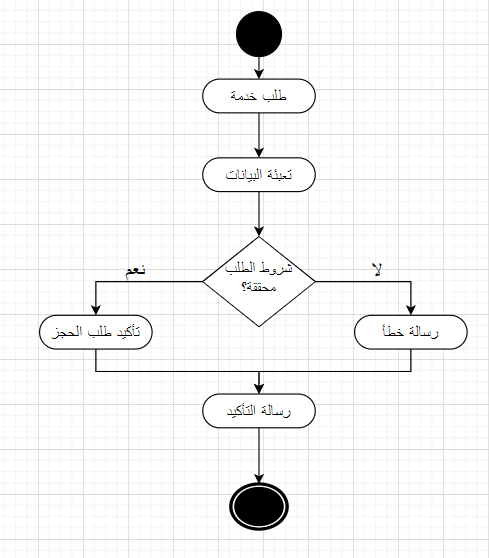 طلب خدمة
تعبئة البيانات
شروط الطلب
محققة؟
نعم
لا
تأكيد طلب الحجز
رسالة خطأ
رسالة التأكيد